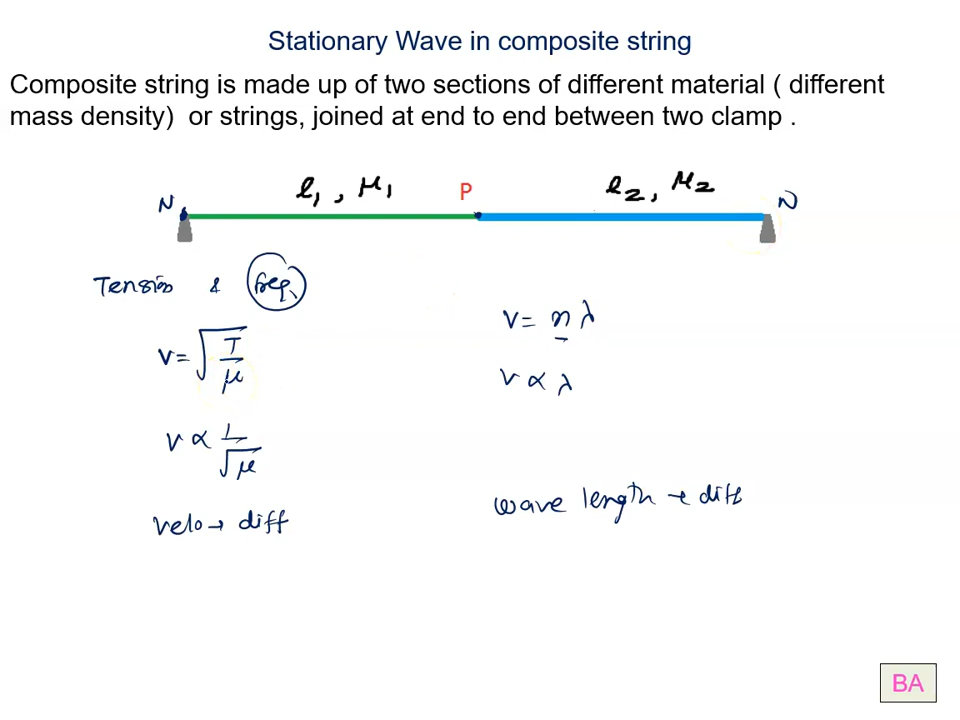 Stationary Wave in composite string
Composite string is made up of two sections of different material ( different
mass density)  or strings, joined at end to end between two clamp .
N l₁ , μ₁ P l₂, μ₂ N
Tension & freq.
v = √(T/μ)
v = nλ
v ∝ λ
v ∝ 1/√μ
velo → diff
wave length → diff
BA